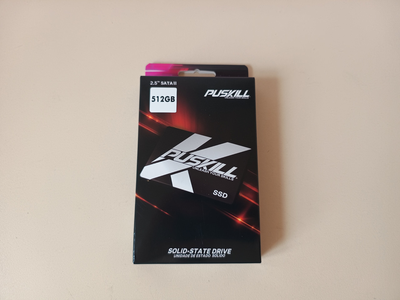 2.5" SATAIII
512GB
PUSKILL
PUSKILL
SSD
SOLID-STATE DRIVE
UNIDADE DE ESTADO SÓLIDO